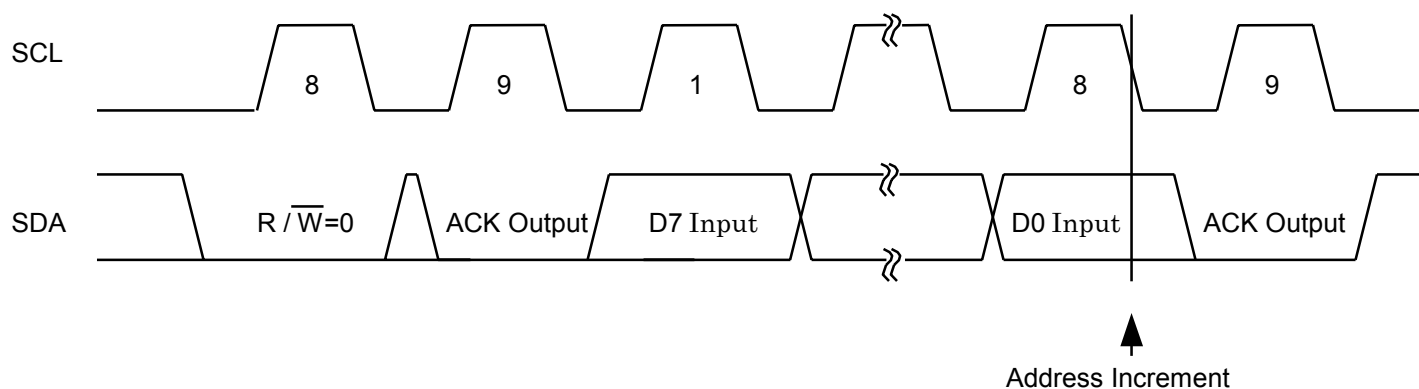 SCL
8
9
1
8
9
SDA
R / W̅=0
ACK Output
D7 Input
D0 Input
ACK Output
Address Increment